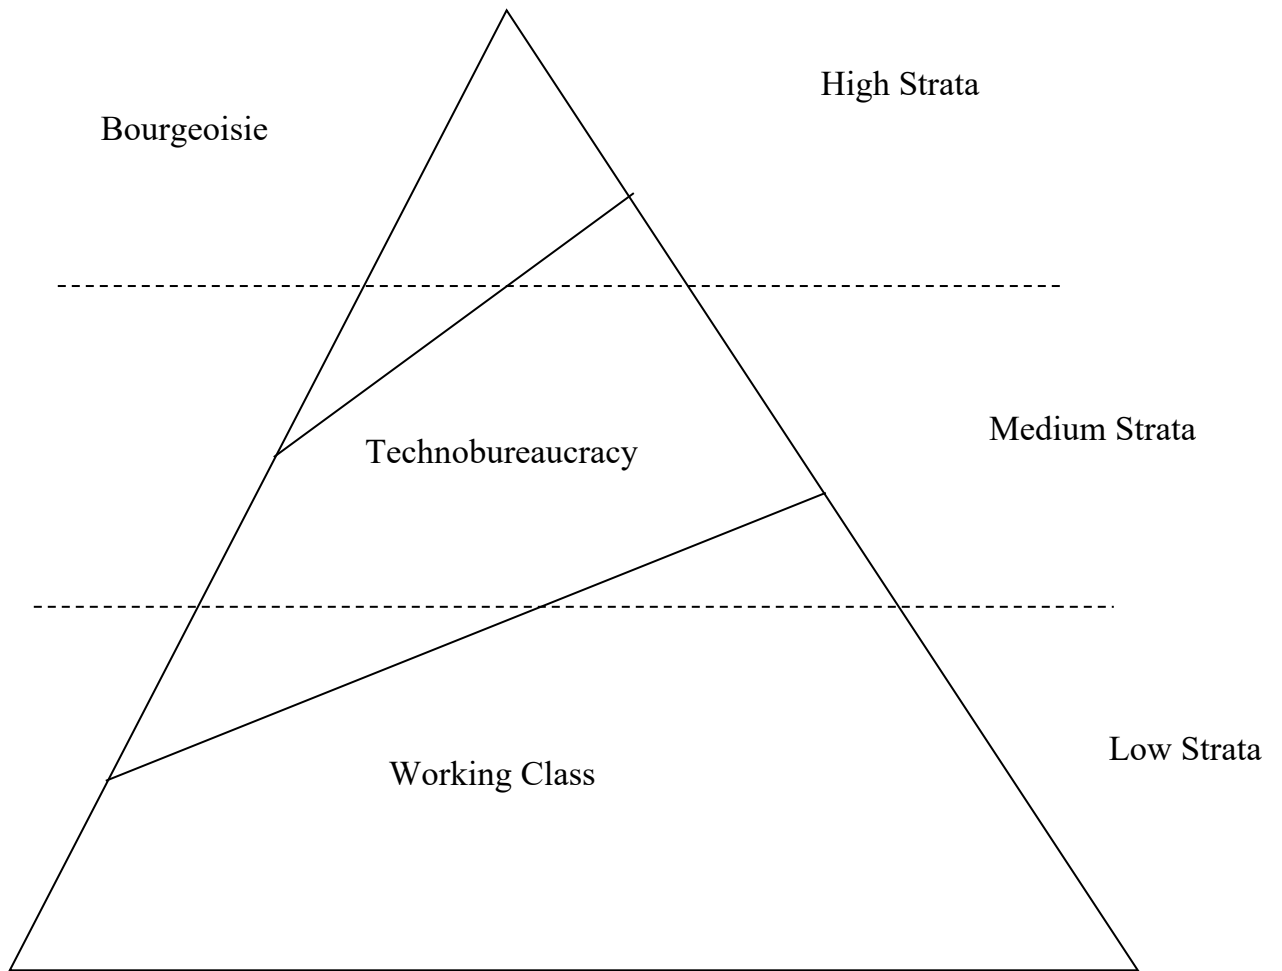 High Strata
Bourgeoisie
Medium Strata
Technobureaucracy
Low Strata
Working Class